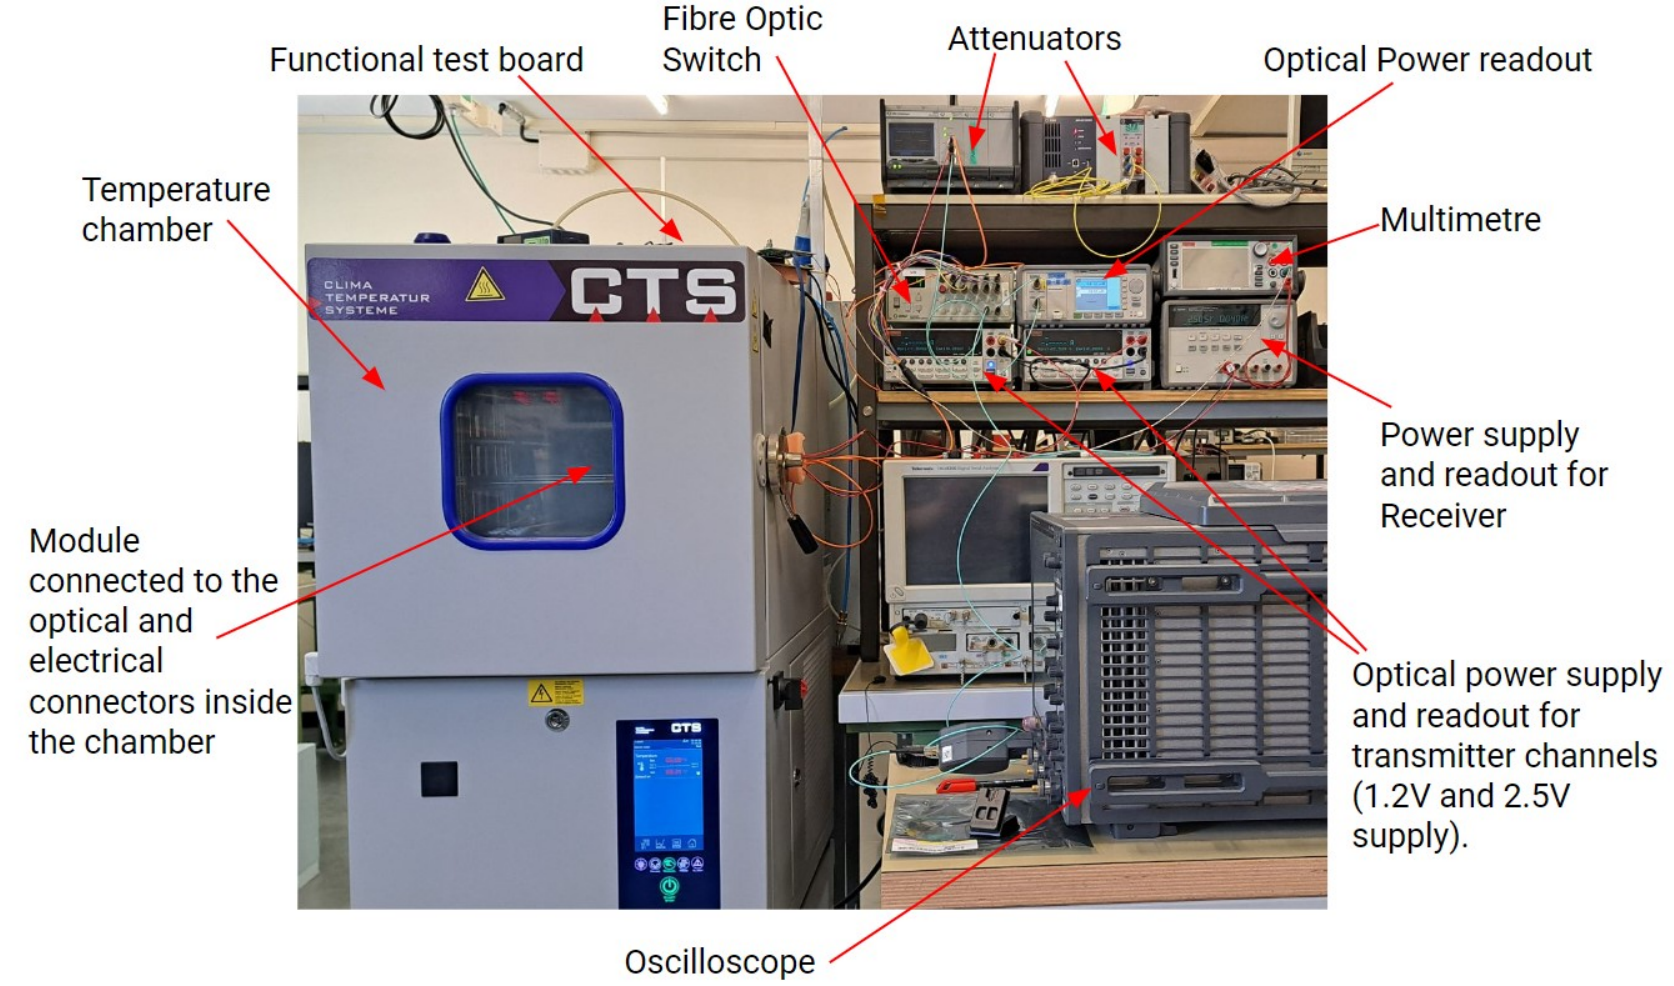 Fibre Optic
Switch
Functional test board
Attenuators
Optical Power readout
Temperature
chamber
Multimetre
CLIMA
TEMPERATUR
SYSTEME
CTS
Power supply
and readout for
Receiver
Module
connected to the
optical and
electrical
connectors inside
the chamber
CTS
Optical power supply
and readout for
transmitter channels
(1.2V and 2.5V
supply).
Oscilloscope